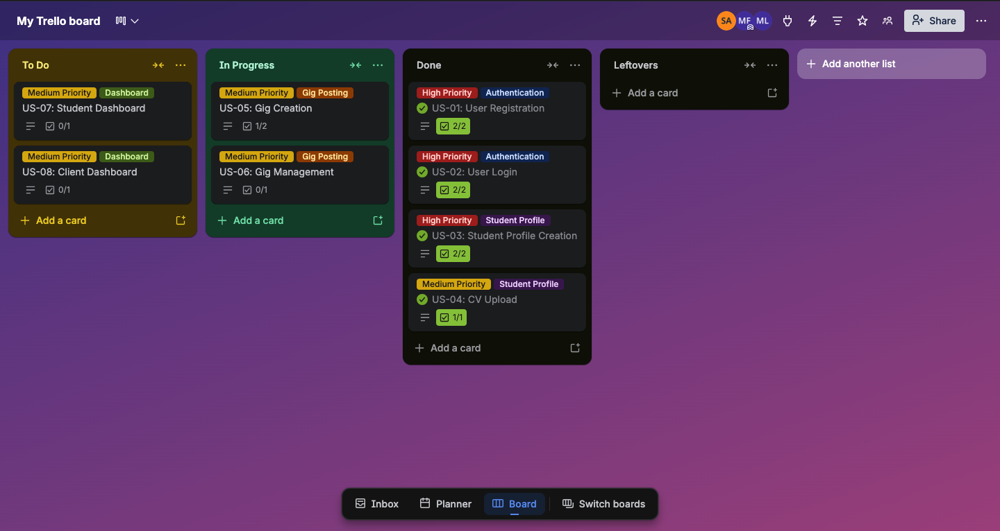 My Trello board
SA
MF
ML
Share
To Do
Medium Priority Dashboard
US-07: Student Dashboard
0/1
Medium Priority Dashboard
US-08: Client Dashboard
0/1
Add a card
In Progress
Medium Priority Gig Posting
US-05: Gig Creation
1/2
Medium Priority Gig Posting
US-06: Gig Management
0/1
Add a card
Done
High Priority Authentication
US-01: User Registration
2/2
High Priority Authentication
US-02: User Login
2/2
High Priority Student Profile
US-03: Student Profile Creation
2/2
Medium Priority Student Profile
US-04: CV Upload
1/1
Add a card
Leftovers
Add a card
Add another list
Inbox
Planner
Board
Switch boards